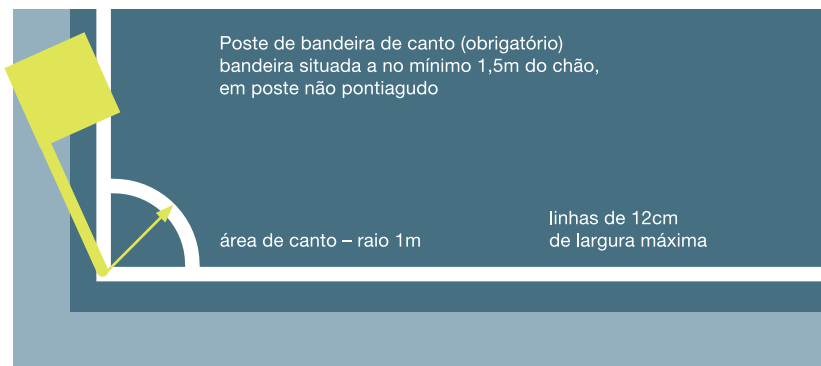 Poste de bandeira de canto (obrigatório)
bandeira situada a no mínimo 1,5m do chão,
em poste não pontiagudo
área de canto – raio 1m
linhas de 12cm
de largura máxima